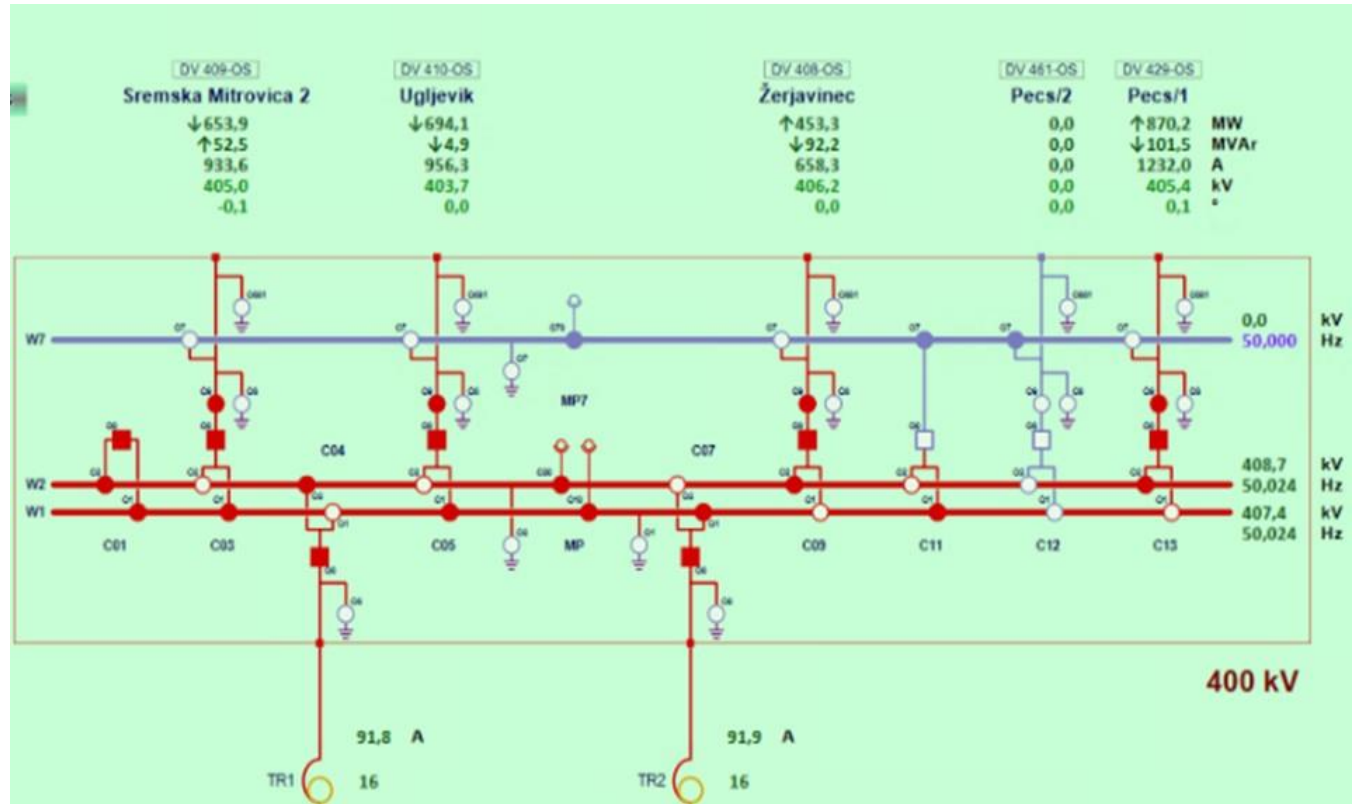 DV 409-OS DV 410-OS DV 408-OS DV 461-OS DV 429-OS
Sremska Mitrovica 2 Ugljevik Žerjavinec Pecs/2 Pecs/1
↓653,9 ↓694,1 ↑453,3 0,0 ↑870,2 MW
↑52,5 ↓4,9 ↓92,2 0,0 ↓101,5 MVAr
933,6 956,3 658,3 0,0 1232,0 A
405,0 403,7 406,2 0,0 405,4 kV
-0,1 0,0 0,0 0,0 0,1 °
0,0 kV
W7 50,000 Hz
MP7
C04 C07
408,7 kV
W2 50,024 Hz
W1 407,4 kV
50,024 Hz
C01 C03 C05 MP C09 C11 C12 C13
400 kV
91,8 A 91,9 A
TR1 16 TR2 16